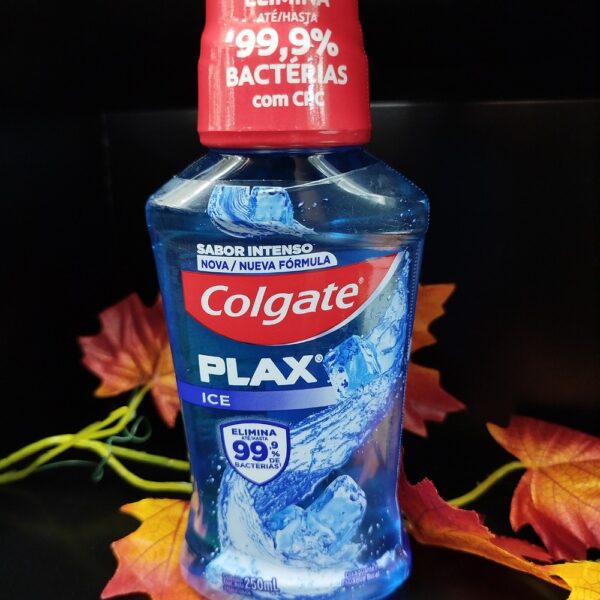 ELIMINA
ATÉ/HASTA
99,9%
BACTÉRIAS
com CPC
SABOR INTENSO
NOVA / NUEVA FÓRMULA
Colgate®
PLAX®
ICE
ELIMINA
ATÉ/HASTA
99,9% DE
BACTÉRIAS
250mL